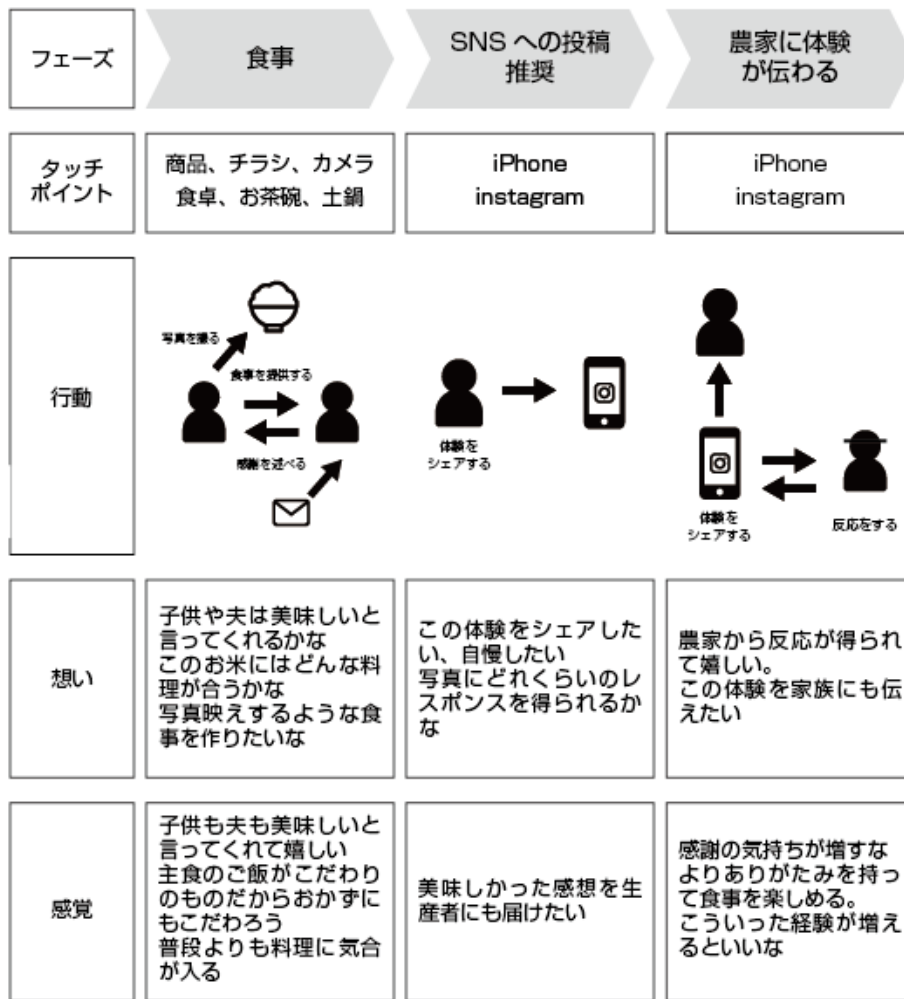 フェーズ
食事
SNS への投稿
推奨
農家に体験
が伝わる
タッチ
ポイント
商品、チラシ、カメラ
食卓、お茶碗、土鍋
iPhone
instagram
iPhone
instagram
行動
写真を撮る
食事を提供する
感謝を述べる
体験を
シェアする
体験を
シェアする
反応をする
想い
子供や夫は美味しいと
言ってくれるかな
このお米にはどんな料
理が合うかな
写真映えするような食
事を作りたいな
この体験をシェアした
い、自慢したい
写真にどれくらいのレ
スポンスを得られるか
な
農家から反応が得られ
て嬉しい。
この体験を家族にも伝
えたい
感覚
子供も夫も美味しいと
言ってくれて嬉しい
主食のご飯がこだわり
のものだからおかずに
もこだわろう
普段よりも料理に気合
が入る
美味しかった感想を生
産者にも届けたい
感謝の気持ちが増すな
よりありがたみを持っ
て食事を楽しめる。
こういった経験が増え
るといいな